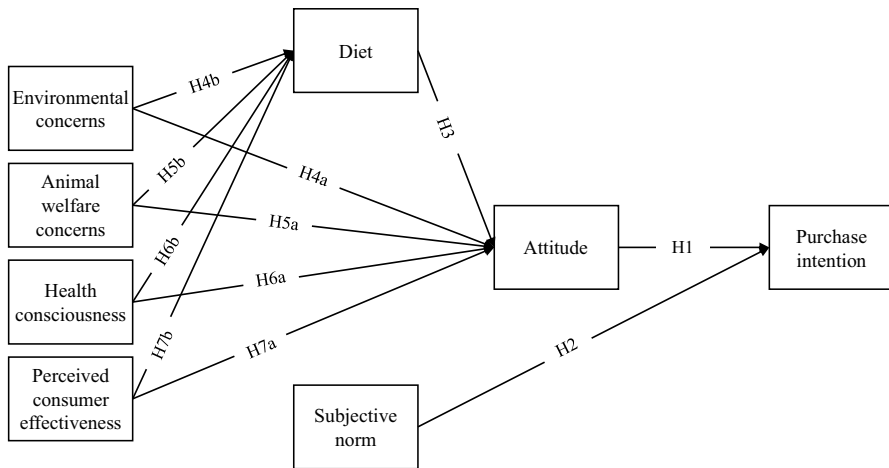 Diet
H4b
Environmental
concerns
H3
H5b
H4a
Animal
welfare
concerns
H5a
H6b
Attitude
H1
Purchase
intention
Health
consciousness
H6a
H7b
H7a
H2
Perceived
consumer
effectiveness
Subjective
norm